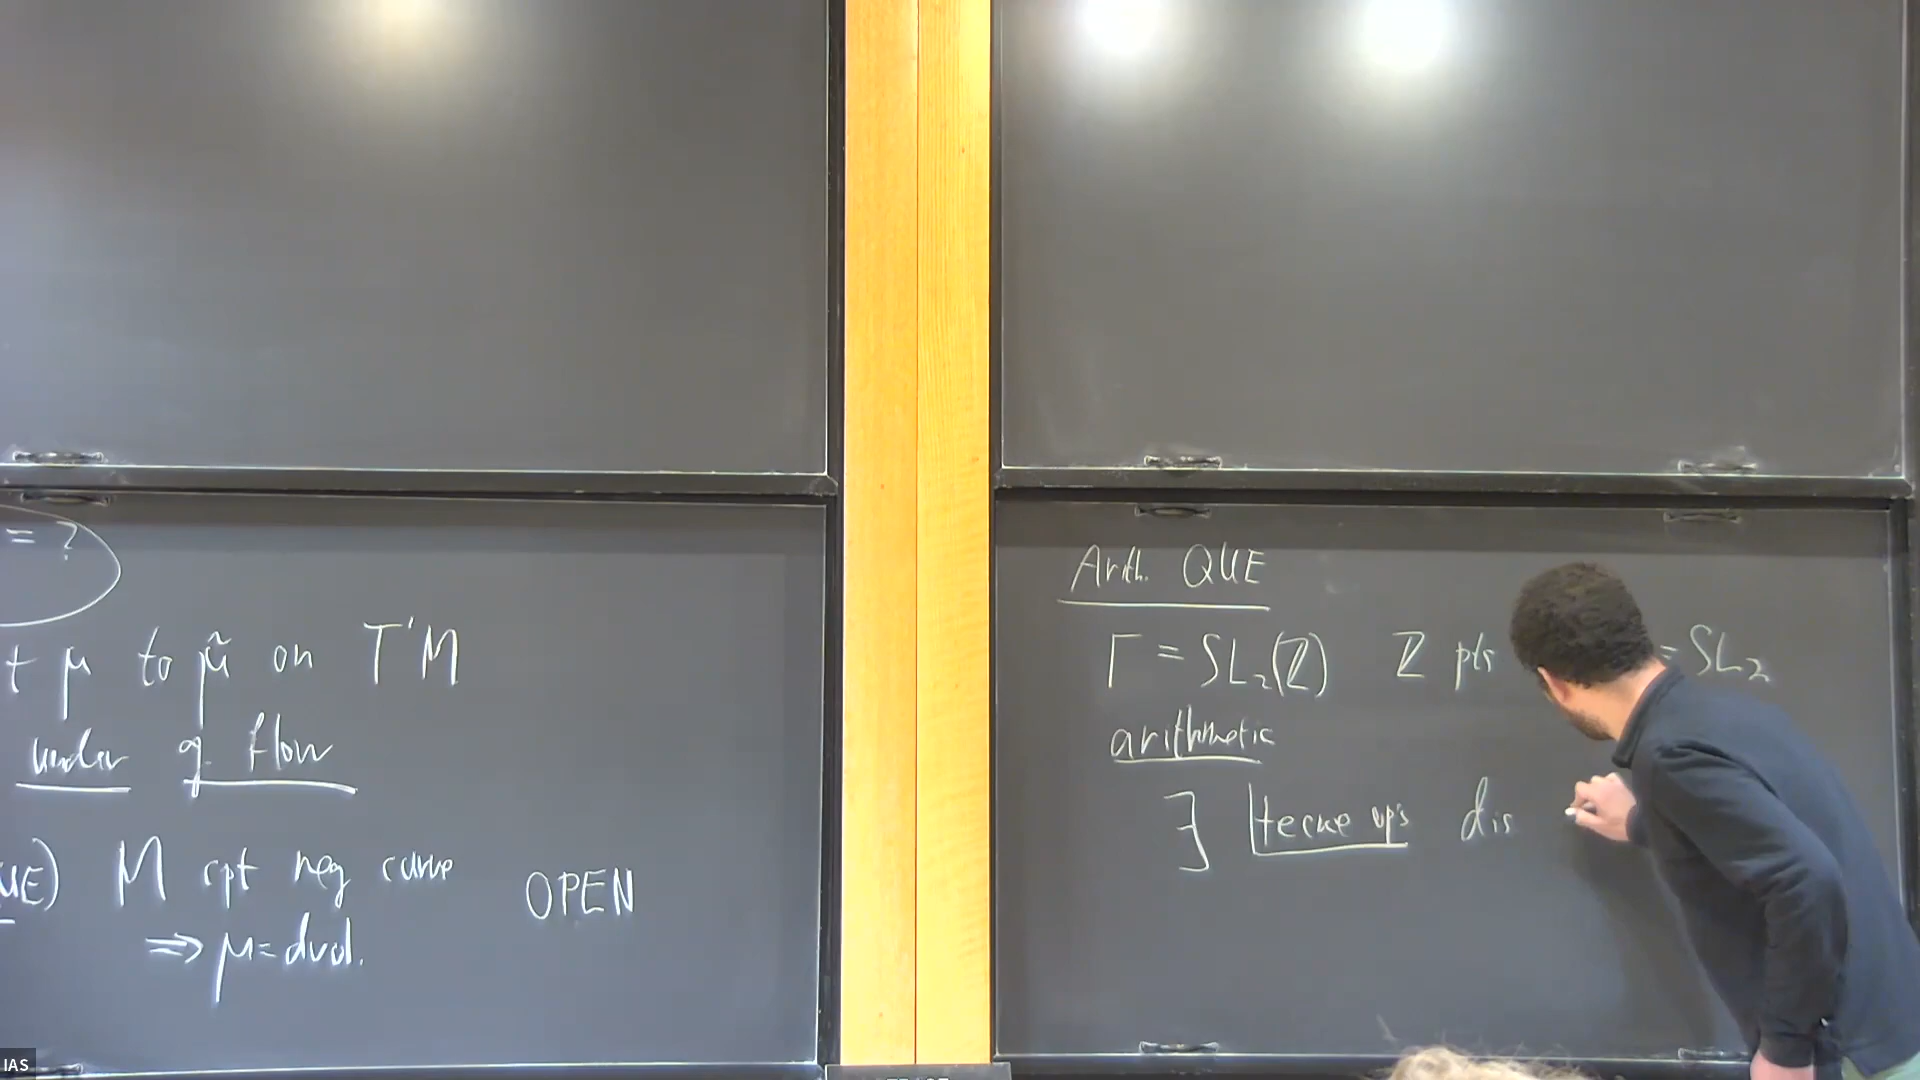 = ?
t μ to μ̃ on T'M
under g. flow
UE) M cpt neg curve OPEN
⇒ μ = dvol.
Arith. QUE
Γ = SL₂(ℤ) ℤ pts = SL₂
arithmetic
∃ Hecke op's dis
IAS